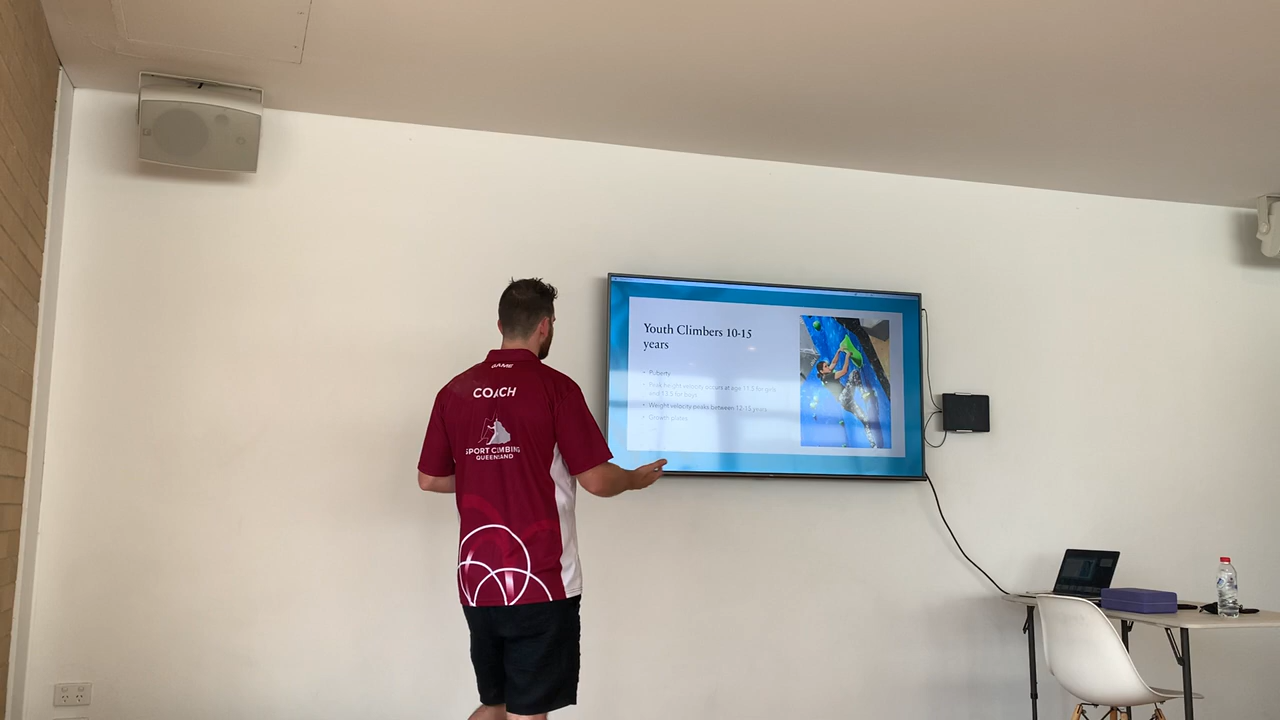 GAME
COACH
SPORT CLIMBING
QUEENSLAND
Youth Climbers 10-15
years
Puberty
Peak height velocity occurs at age 11.5 for girls
and 13.5 for boys
Weight velocity peaks between 12-15 years
Growth plates